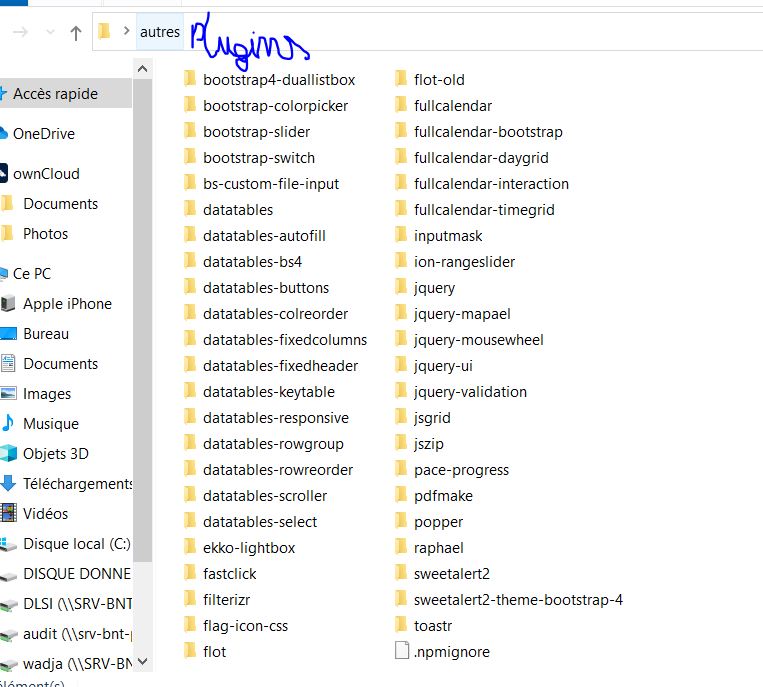 autres
Plugins
Accès rapide
OneDrive
ownCloud
Documents
Photos
Ce PC
Apple iPhone
Bureau
Documents
Images
Musique
Objets 3D
Téléchargements
Vidéos
Disque local (C:)
DISQUE DONNE
DLSI (\\SRV-BNT
audit (\\srv-bnt-p
wadja (\\SRV-BN
élément(s)
bootstrap4-duallistbox
bootstrap-colorpicker
bootstrap-slider
bootstrap-switch
bs-custom-file-input
datatables
datatables-autofill
datatables-bs4
datatables-buttons
datatables-colreorder
datatables-fixedcolumns
datatables-fixedheader
datatables-keytable
datatables-responsive
datatables-rowgroup
datatables-rowreorder
datatables-scroller
datatables-select
ekko-lightbox
fastclick
filterizr
flag-icon-css
flot
flot-old
fullcalendar
fullcalendar-bootstrap
fullcalendar-daygrid
fullcalendar-interaction
fullcalendar-timegrid
inputmask
ion-rangeslider
jquery
jquery-mapael
jquery-mousewheel
jquery-ui
jquery-validation
jsgrid
jszip
pace-progress
pdfmake
popper
raphael
sweetalert2
sweetalert2-theme-bootstrap-4
toastr
.npmignore